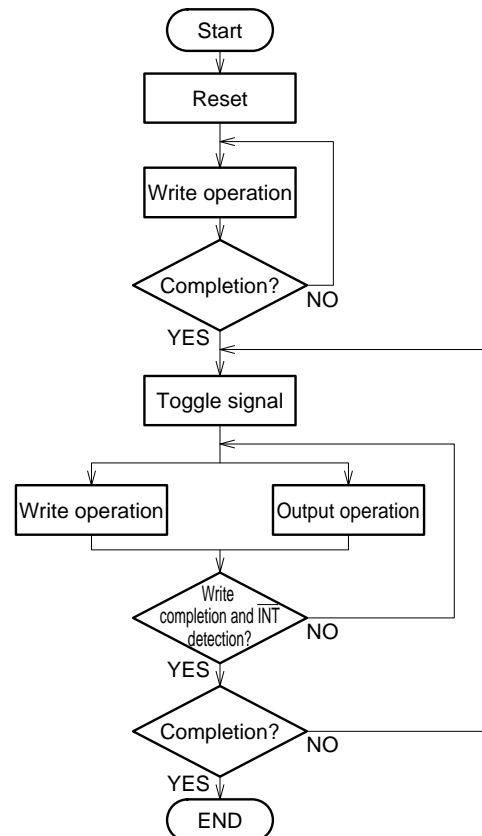 Start
Reset
Write operation
Completion?
NO
YES
Toggle signal
Write operation
Output operation
Write
completion and I̅N̅T̅
detection?
NO
YES
Completion?
NO
YES
END